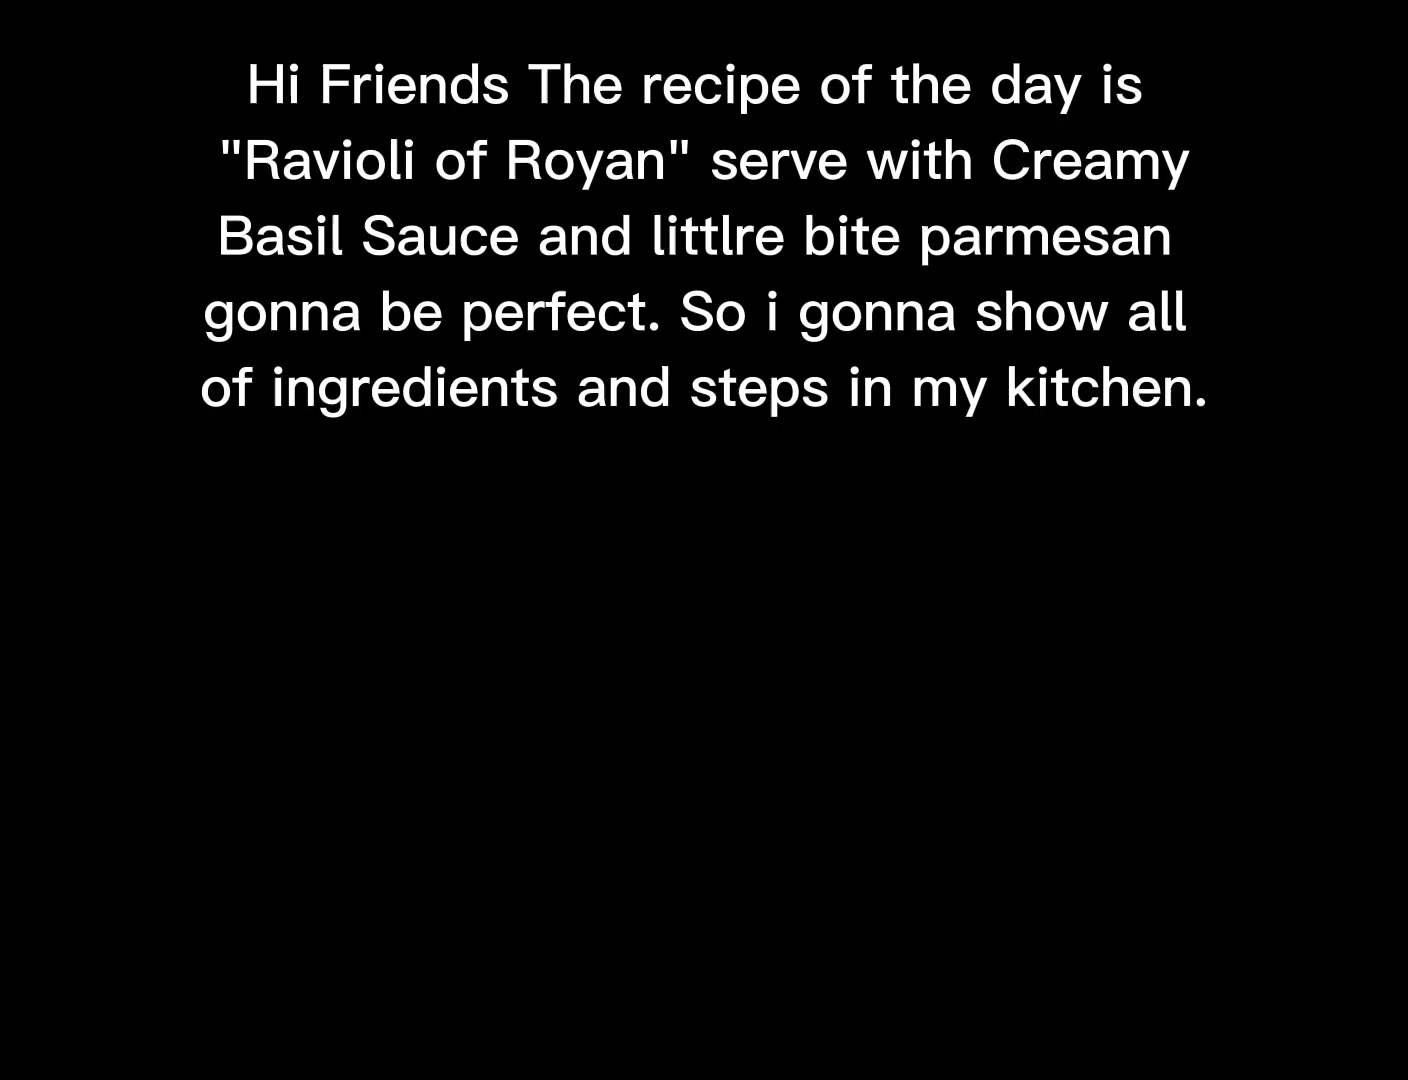 Hi Friends The recipe of the day is
"Ravioli of Royan" serve with Creamy
Basil Sauce and littlre bite parmesan
gonna be perfect. So i gonna show all
of ingredients and steps in my kitchen.